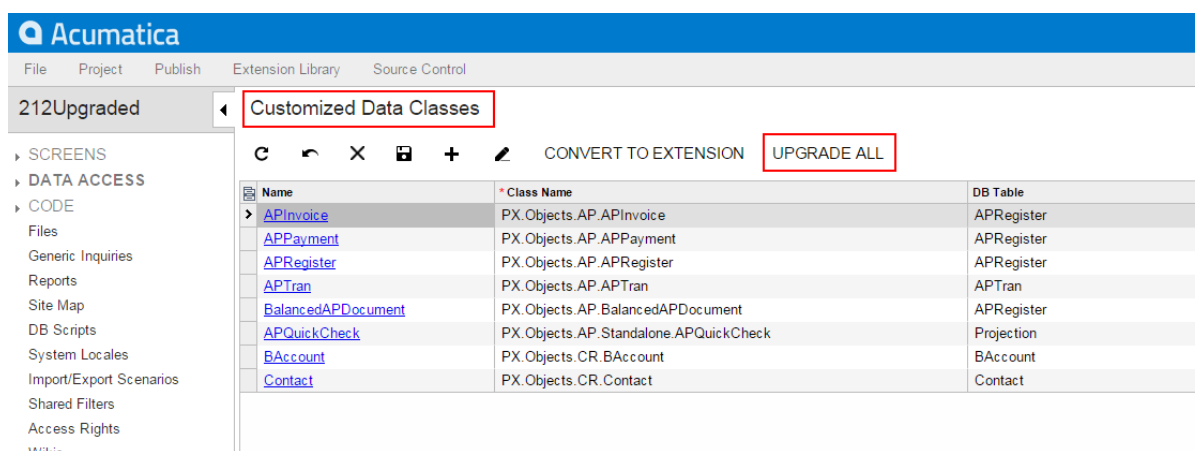 Acumatica
File Project Publish Extension Library Source Control
212Upgraded
Customized Data Classes
SCREENS
DATA ACCESS
CODE
Files
Generic Inquiries
Reports
Site Map
DB Scripts
System Locales
Import/Export Scenarios
Shared Filters
Access Rights
CONVERT TO EXTENSION UPGRADE ALL
Name * Class Name DB Table
APInvoice PX.Objects.AP.APInvoice APRegister
APPayment PX.Objects.AP.APPayment APRegister
APRegister PX.Objects.AP.APRegister APRegister
APTran PX.Objects.AP.APTran APTran
BalancedAPDocument PX.Objects.AP.BalancedAPDocument APRegister
APQuickCheck PX.Objects.AP.Standalone.APQuickCheck Projection
BAccount PX.Objects.CR.BAccount BAccount
Contact PX.Objects.CR.Contact Contact